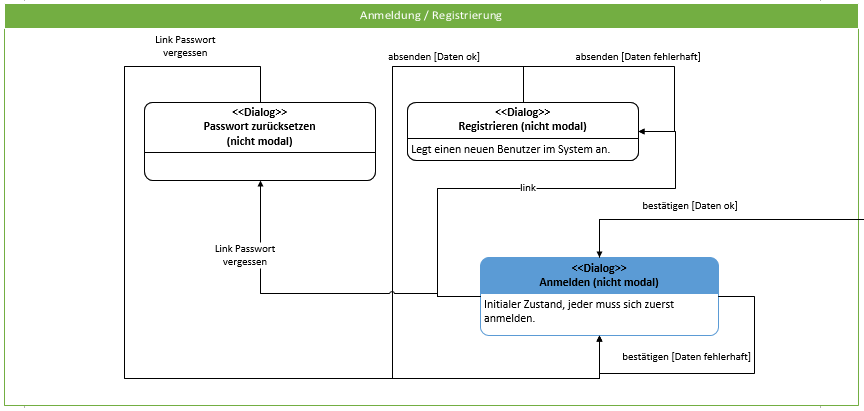 Anmeldung / Registrierung
Link Passwort
vergessen
absenden [Daten ok]
absenden [Daten fehlerhaft]
<<Dialog>>
Passwort zurücksetzen
(nicht modal)
<<Dialog>>
Registrieren (nicht modal)
Legt einen neuen Benutzer im System an.
link
bestätigen [Daten ok]
Link Passwort
vergessen
<<Dialog>>
Anmelden (nicht modal)
Initialer Zustand, jeder muss sich zuerst
anmelden.
bestätigen [Daten fehlerhaft]